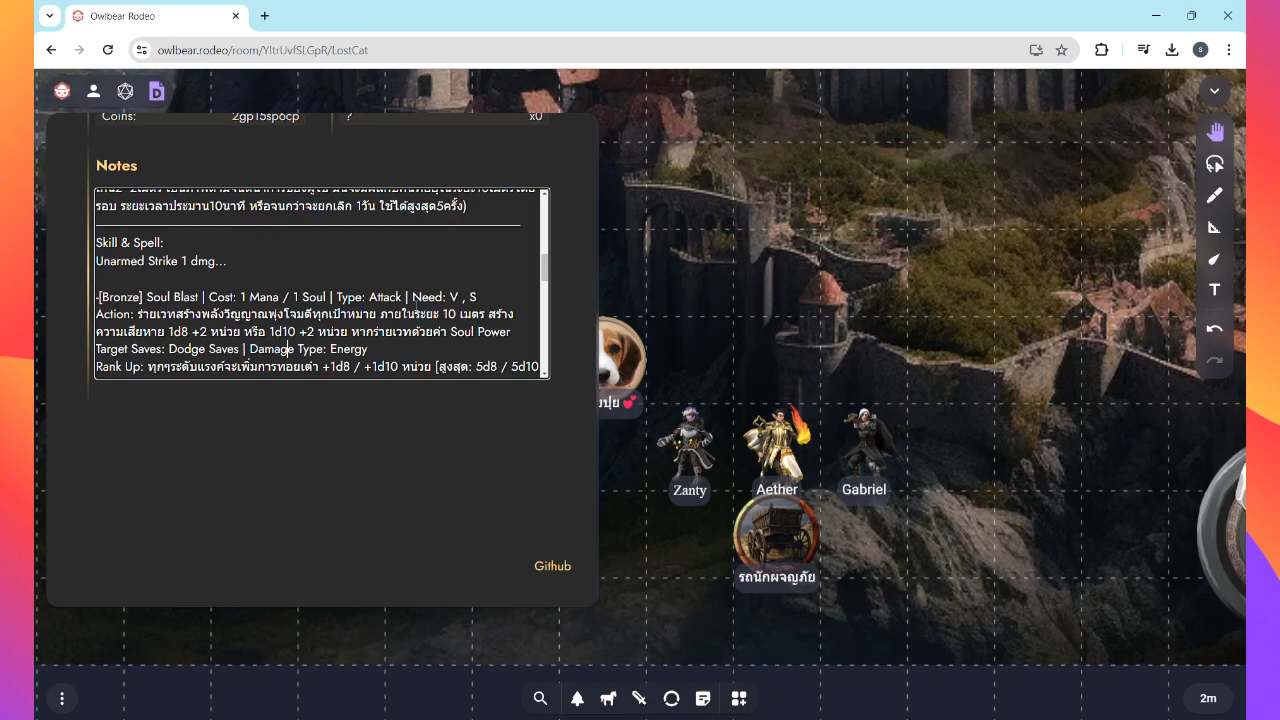 Owlbear Rodeo
owlbear.rodeo/room/YItrUvfSLGpR/LostCat
s
Coins: 2gp15sp6cp ? x0
Notes
รอบ ระยะเวลาประมาน10นาที หรือจนกว่าจะยกเลิก 1วัน ใช้ได้สูงสุด5ครั้ง)
Skill & Spell:
Unarmed Strike 1 dmg...
-[Bronze] Soul Blast | Cost: 1 Mana / 1 Soul | Type: Attack | Need: V , S
Action: ร่ายเวทสร้างพลังวิญญาณพุ่งโจมตีทุกเป้าหมาย ภายในระยะ 10 เมตร สร้าง
ความเสียหาย 1d8 +2 หน่วย หรือ 1d10 +2 หน่วย หากร่ายเวทด้วยค่า Soul Power
Target Saves: Dodge Saves | Damage Type: Energy
Rank Up: ทุกๆระดับแรงค์จะเพิ่มการทอยเต๋า +1d8 / +1d10 หน่วย [สูงสุด: 5d8 / 5d10
Github
ปุย 💕
Zanty
Aether
Gabriel
รถนักผจญภัย
2m